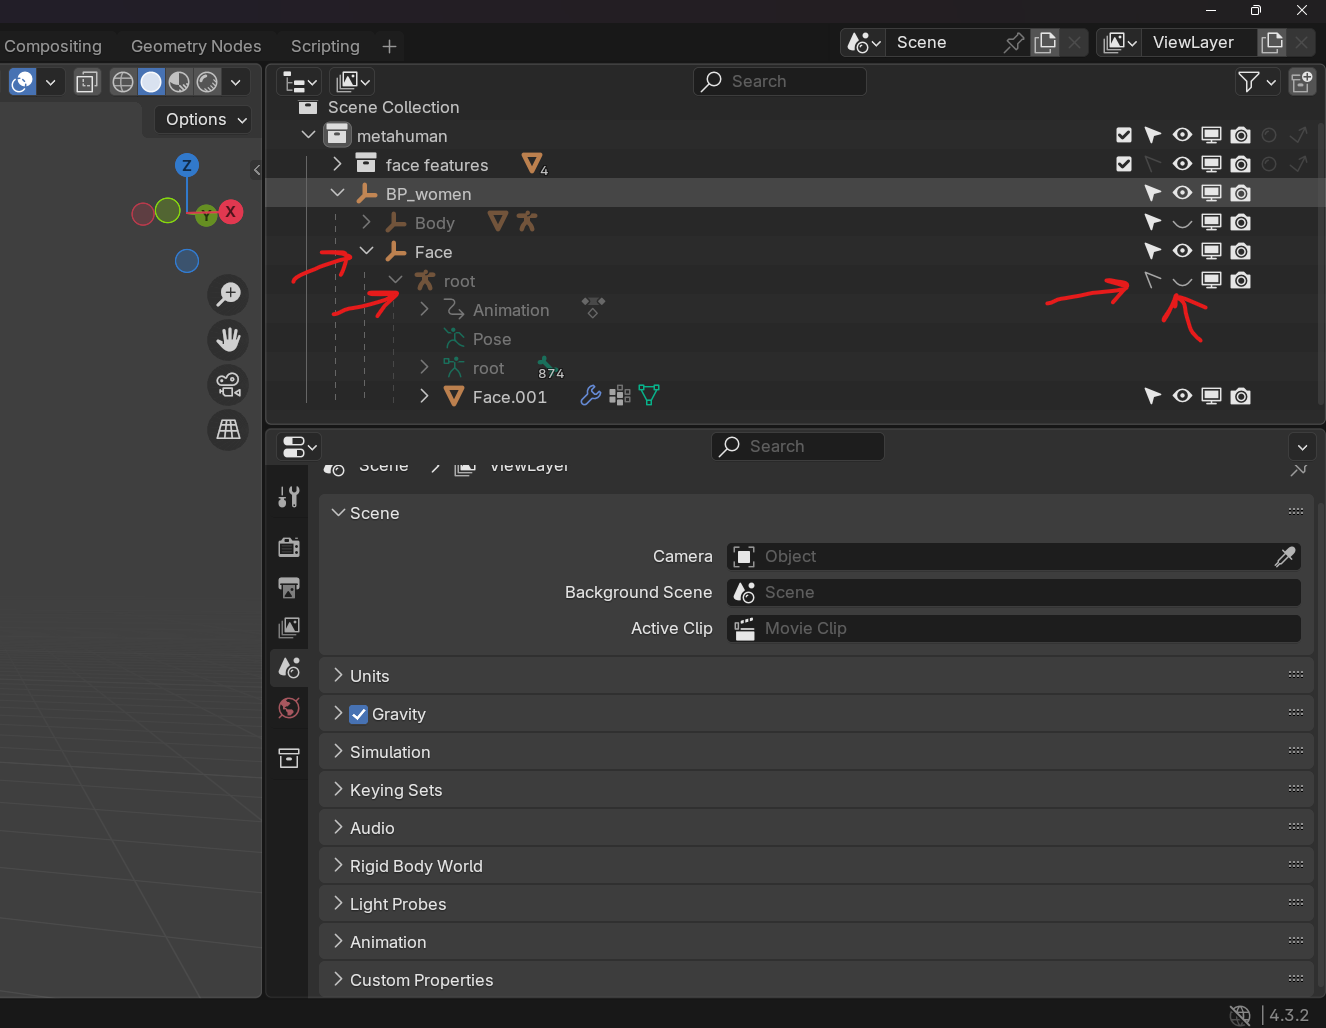 Compositing Geometry Nodes Scripting
Scene ViewLayer
Search
Options
Z
Y
X
Scene Collection
metahuman
face features 4
BP_women
Body
Face
root
Animation
Pose
root 874
Face.001
Search
Scene ViewLayer
Scene
Camera Object
Background Scene Scene
Active Clip Movie Clip
Units
Gravity
Simulation
Keying Sets
Audio
Rigid Body World
Light Probes
Animation
Custom Properties
4.3.2